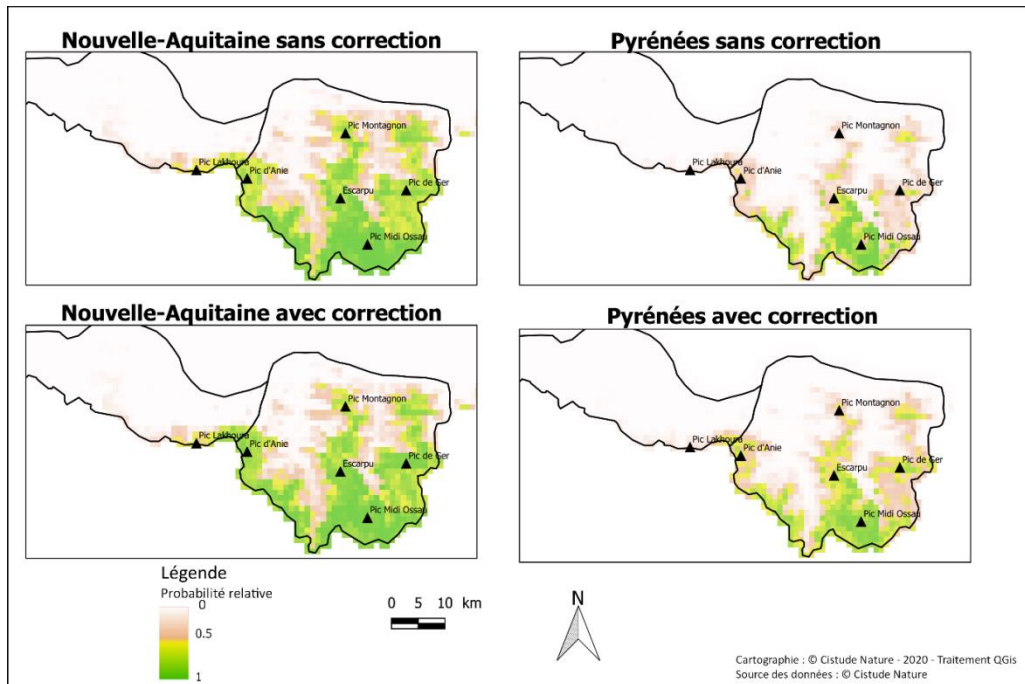 Nouvelle-Aquitaine sans correction
Pic Montagnon
Pic Lakhoura
Pic d'Anie
Escarpu
Pic de Ger
Pic Midi Ossau
Pyrénées sans correction
Pic Montagnon
Pic Lakhoura
Pic d'Anie
Escarpu
Pic de Ger
Pic Midi Ossau
Nouvelle-Aquitaine avec correction
Pic Montagnon
Pic Lakhoura
Pic d'Anie
Escarpu
Pic de Ger
Pic Midi Ossau
Pyrénées avec correction
Pic Montagnon
Pic Lakhoura
Pic d'Anie
Escarpu
Pic de Ger
Pic Midi Ossau
Légende
Probabilité relative
0
0.5
1
0 5 10 km
N
Cartographie : © Cistude Nature - 2020 - Traitement QGis
Source des données : © Cistude Nature